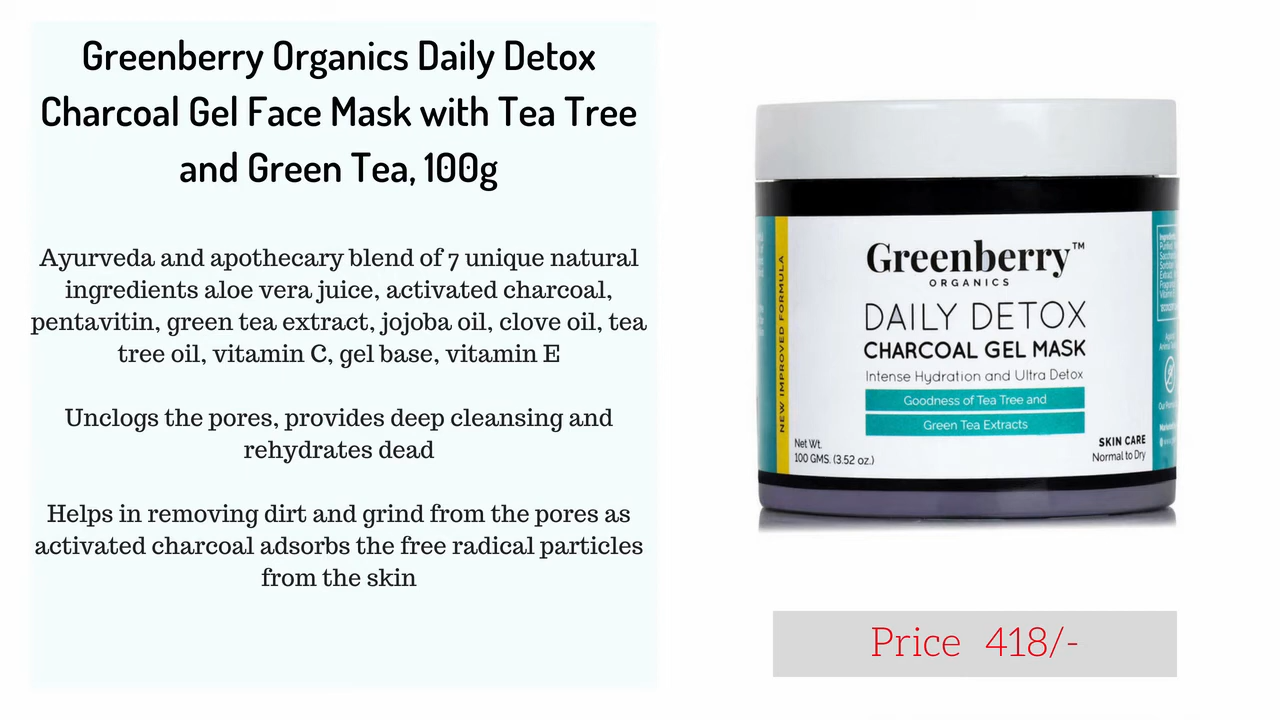 Greenberry Organics Daily Detox
Charcoal Gel Face Mask with Tea Tree
and Green Tea, 100g
Ayurveda and apothecary blend of 7 unique natural
ingredients aloe vera juice, activated charcoal,
pentavitin, green tea extract, jojoba oil, clove oil, tea
tree oil, vitamin C, gel base, vitamin E
Unclogs the pores, provides deep cleansing and
rehydrates dead
Helps in removing dirt and grind from the pores as
activated charcoal adsorbs the free radical particles
from the skin
NEW IMPROVED FORMULA
Greenberry™
ORGANICS
DAILY DETOX
CHARCOAL GEL MASK
Intense Hydration and Ultra Detox
Goodness of Tea Tree and
Green Tea Extracts
Net Wt.
100 GMS. (3.52 oz.)
SKIN CARE
Normal to Dry
Price 418/-